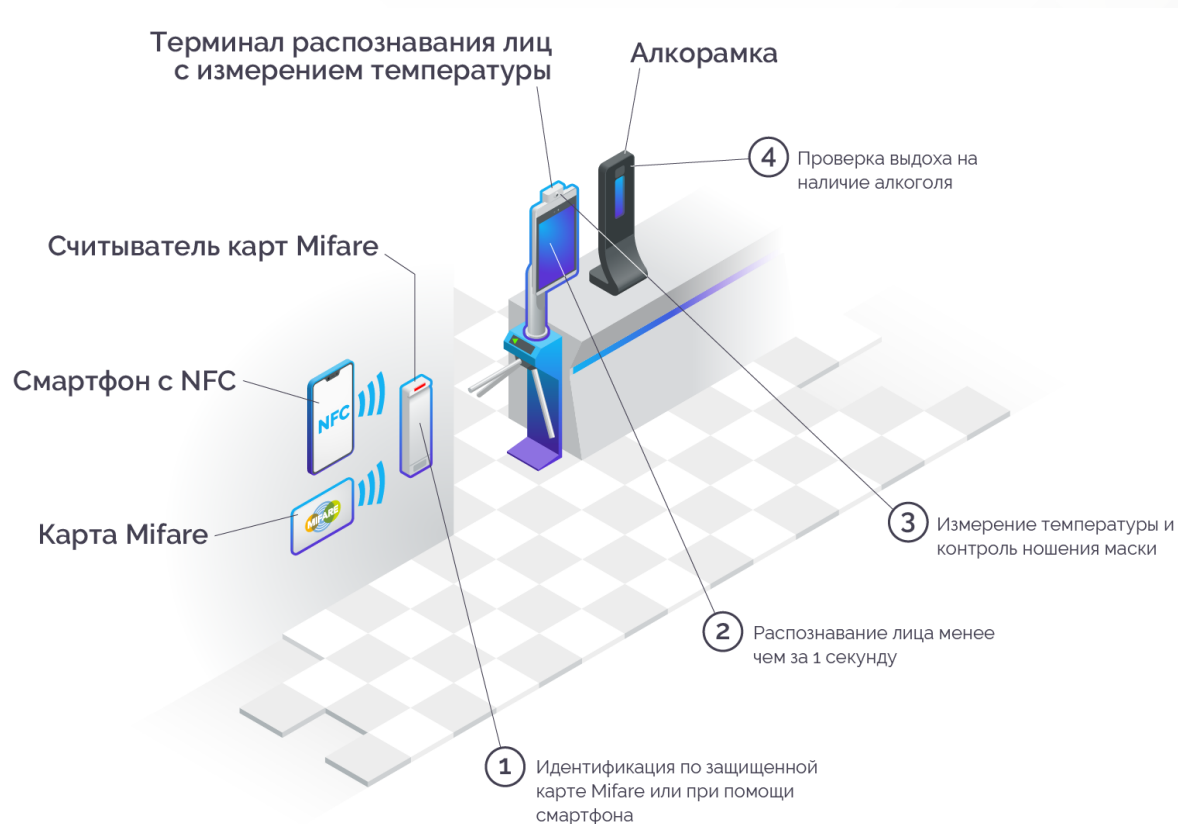 Терминал распознавания лиц
с измерением температуры
Алкорамка
4
Проверка выдоха на
наличие алкоголя
Считыватель карт Mifare
Смартфон с NFC
NFC
Карта Mifare
MIFARE
3
Измерение температуры и
контроль ношения маски
2
Распознавание лица менее
чем за 1 секунду
1
Идентификация по защищенной
карте Mifare или при помощи
смартфона